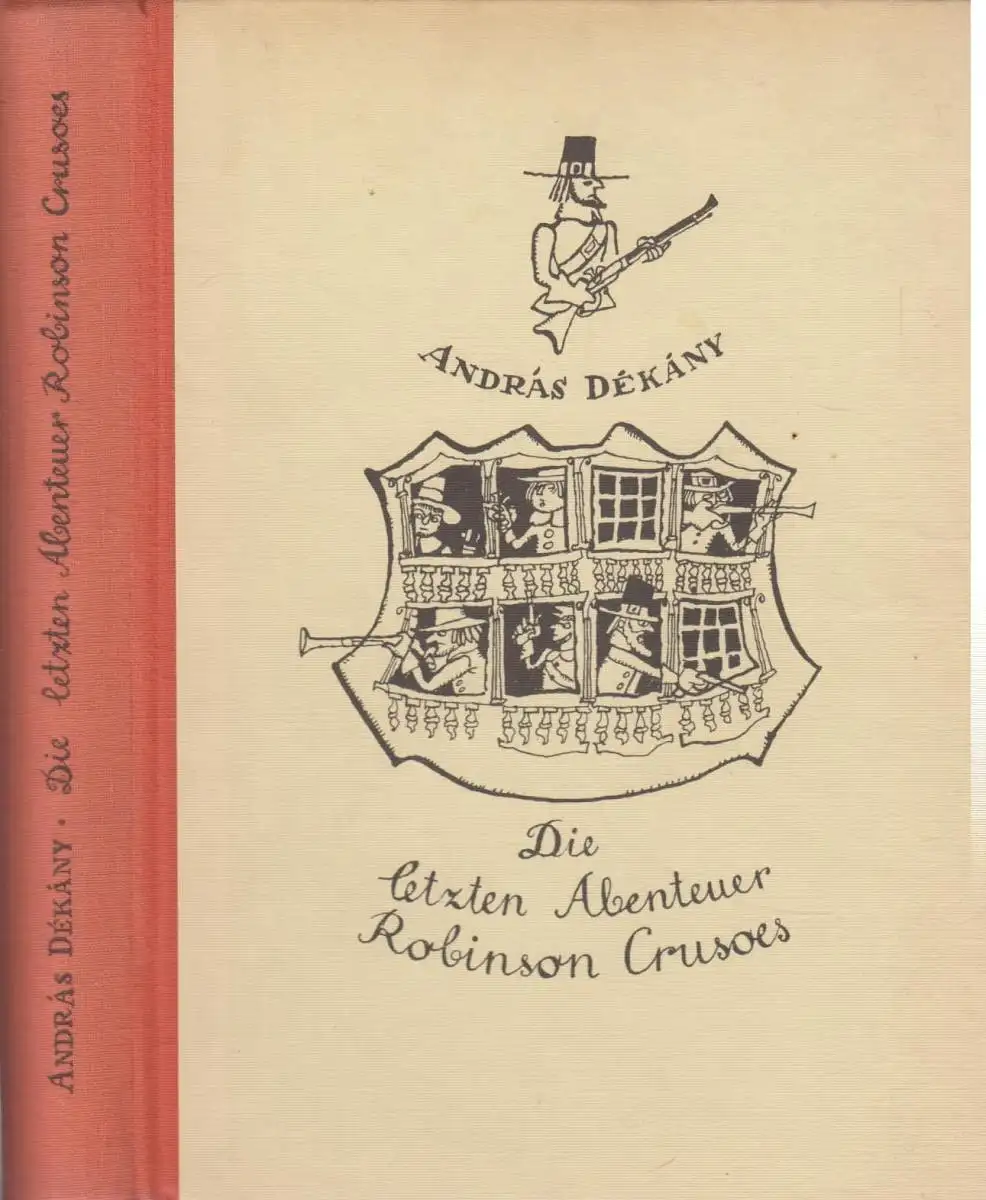 ANDRÁS DÉKÁNY · Die letzten Abenteuer Robinson Crusoes
ANDRÁS DÉKÁNY
Die
letzten Abenteuer
Robinson Crusoes